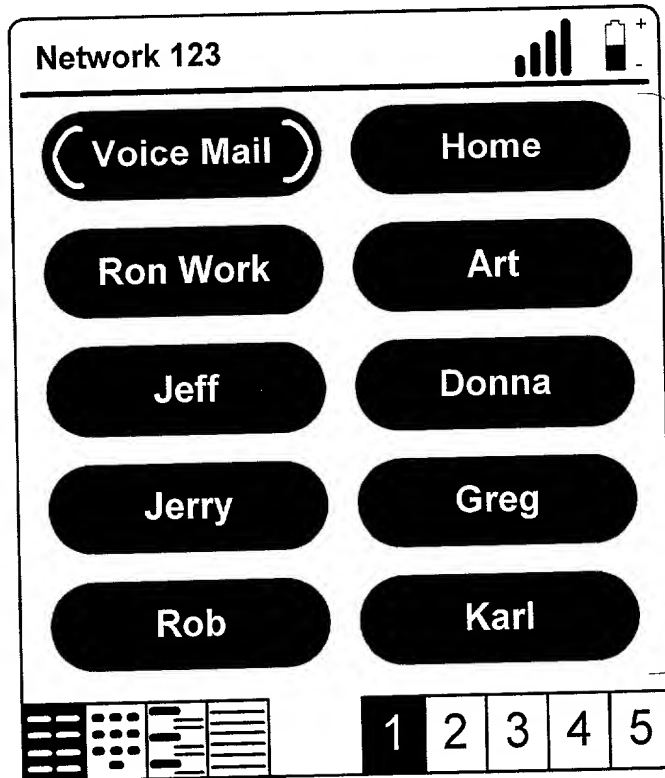 Network 123
+
-
Voice Mail Home
Ron Work Art
Jeff Donna
Jerry Greg
Rob Karl
1 2 3 4 5